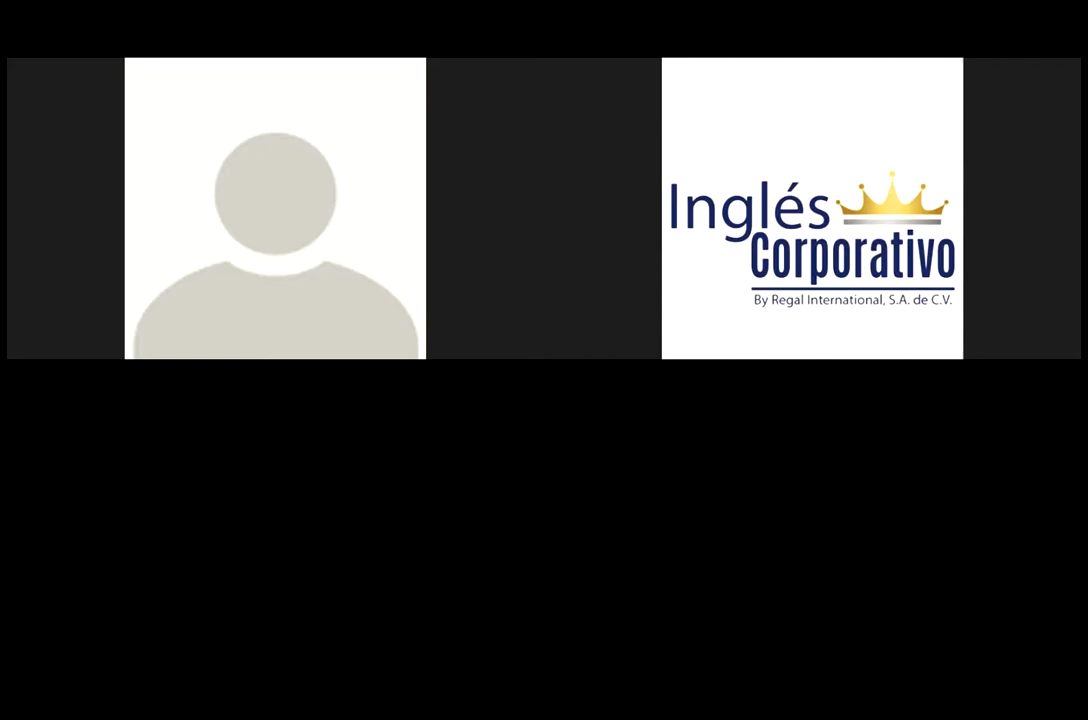 Inglés
Corporativo
By Regal International, S.A. de C.V.